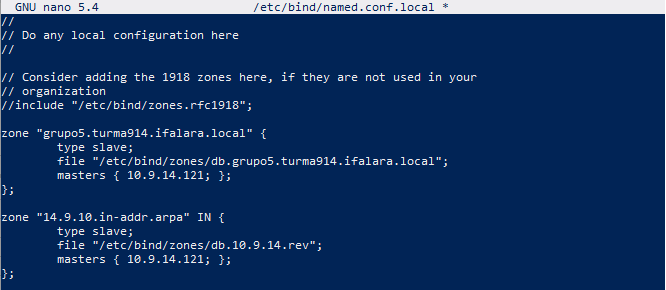 GNU nano 5.4 /etc/bind/named.conf.local *
//
// Do any local configuration here
//
// Consider adding the 1918 zones here, if they are not used in your
// organization
//include "/etc/bind/zones.rfc1918";
zone "grupo5.turma914.ifalara.local" {
type slave;
file "/etc/bind/zones/db.grupo5.turma914.ifalara.local";
masters { 10.9.14.121; };
};
zone "14.9.10.in-addr.arpa" IN {
type slave;
file "/etc/bind/zones/db.10.9.14.rev";
masters { 10.9.14.121; };
};